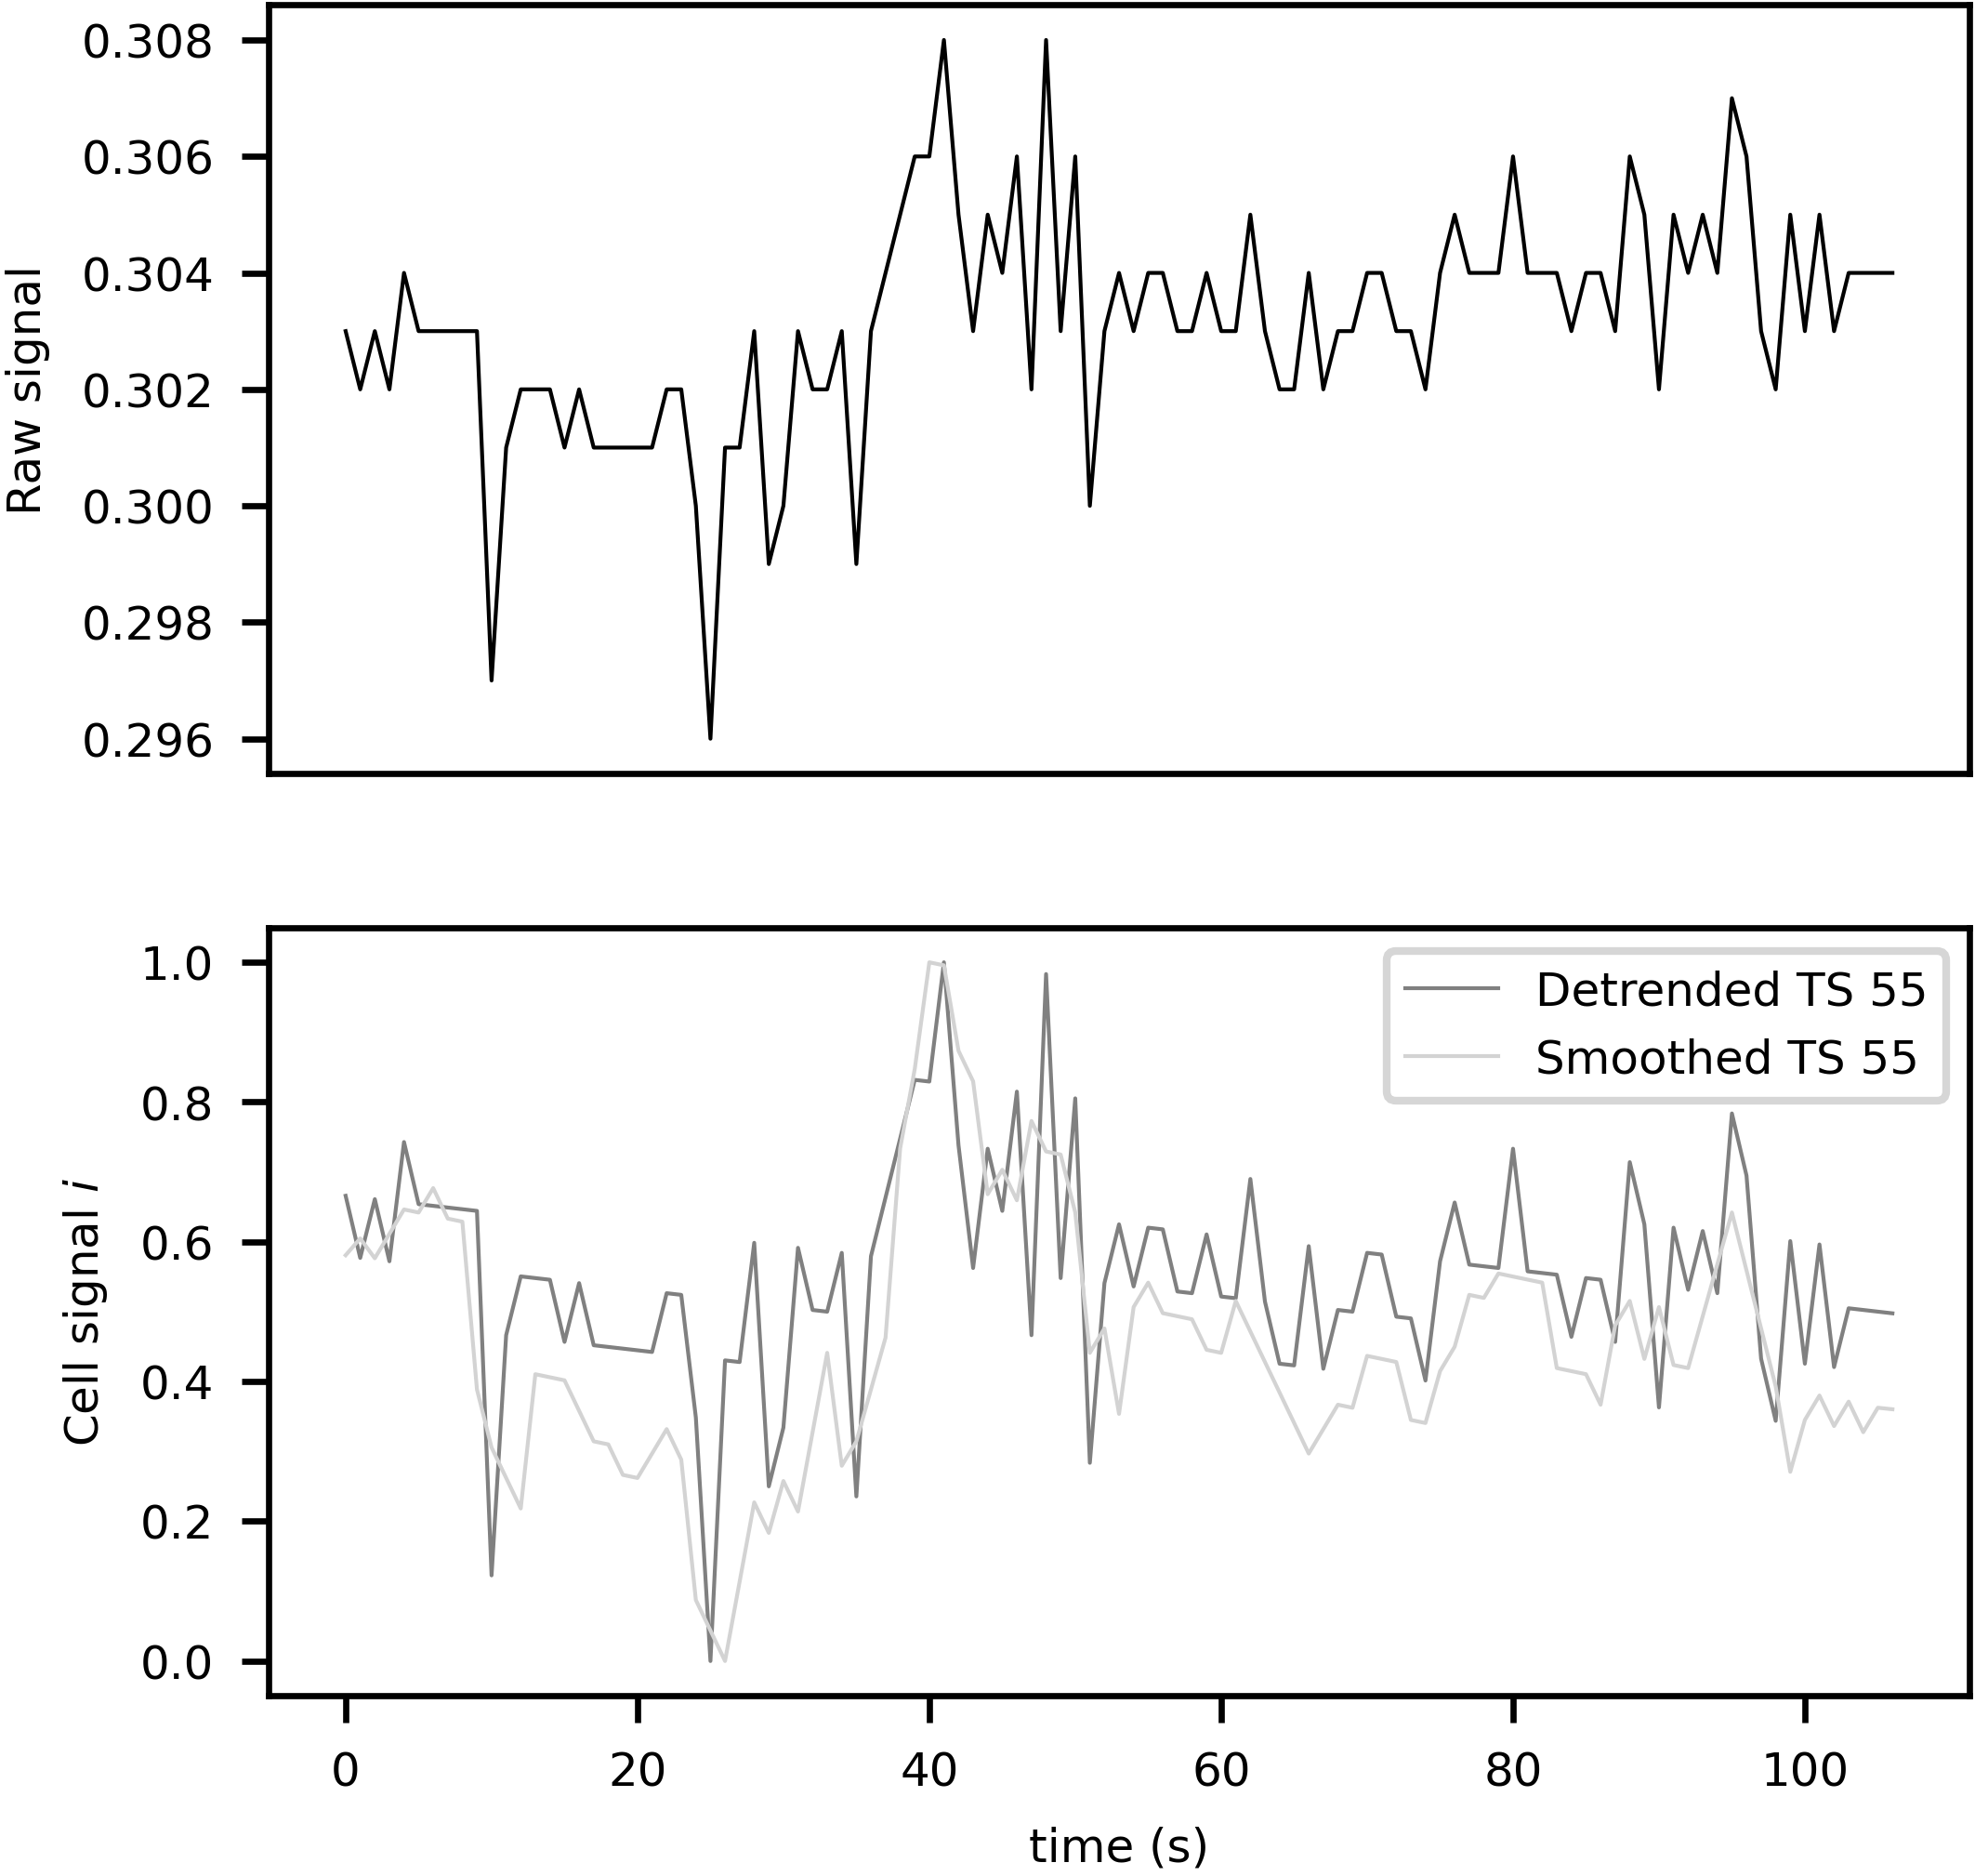 Raw signal
0.308
0.306
0.304
0.302
0.300
0.298
0.296
Cell signal i
1.0
0.8
0.6
0.4
0.2
0.0
Detrended TS 55
Smoothed TS 55
0 20 40 60 80 100
time (s)